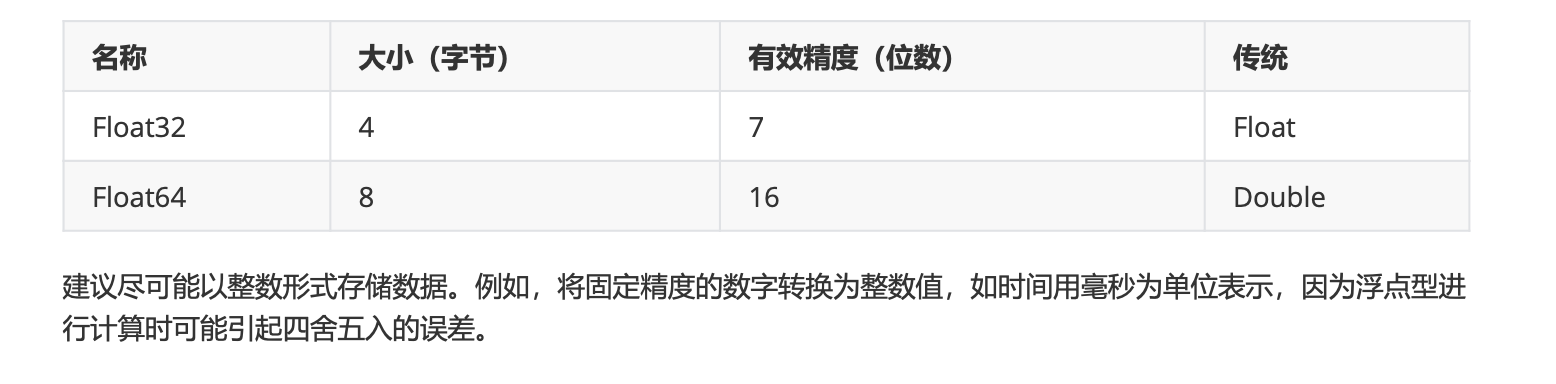 名称 大小（字节） 有效精度（位数） 传统
Float32 4 7 Float
Float64 8 16 Double
建议尽可能以整数形式存储数据。例如，将固定精度的数字转换为整数值，如时间用毫秒为单位表示，因为浮点型进
行计算时可能引起四舍五入的误差。